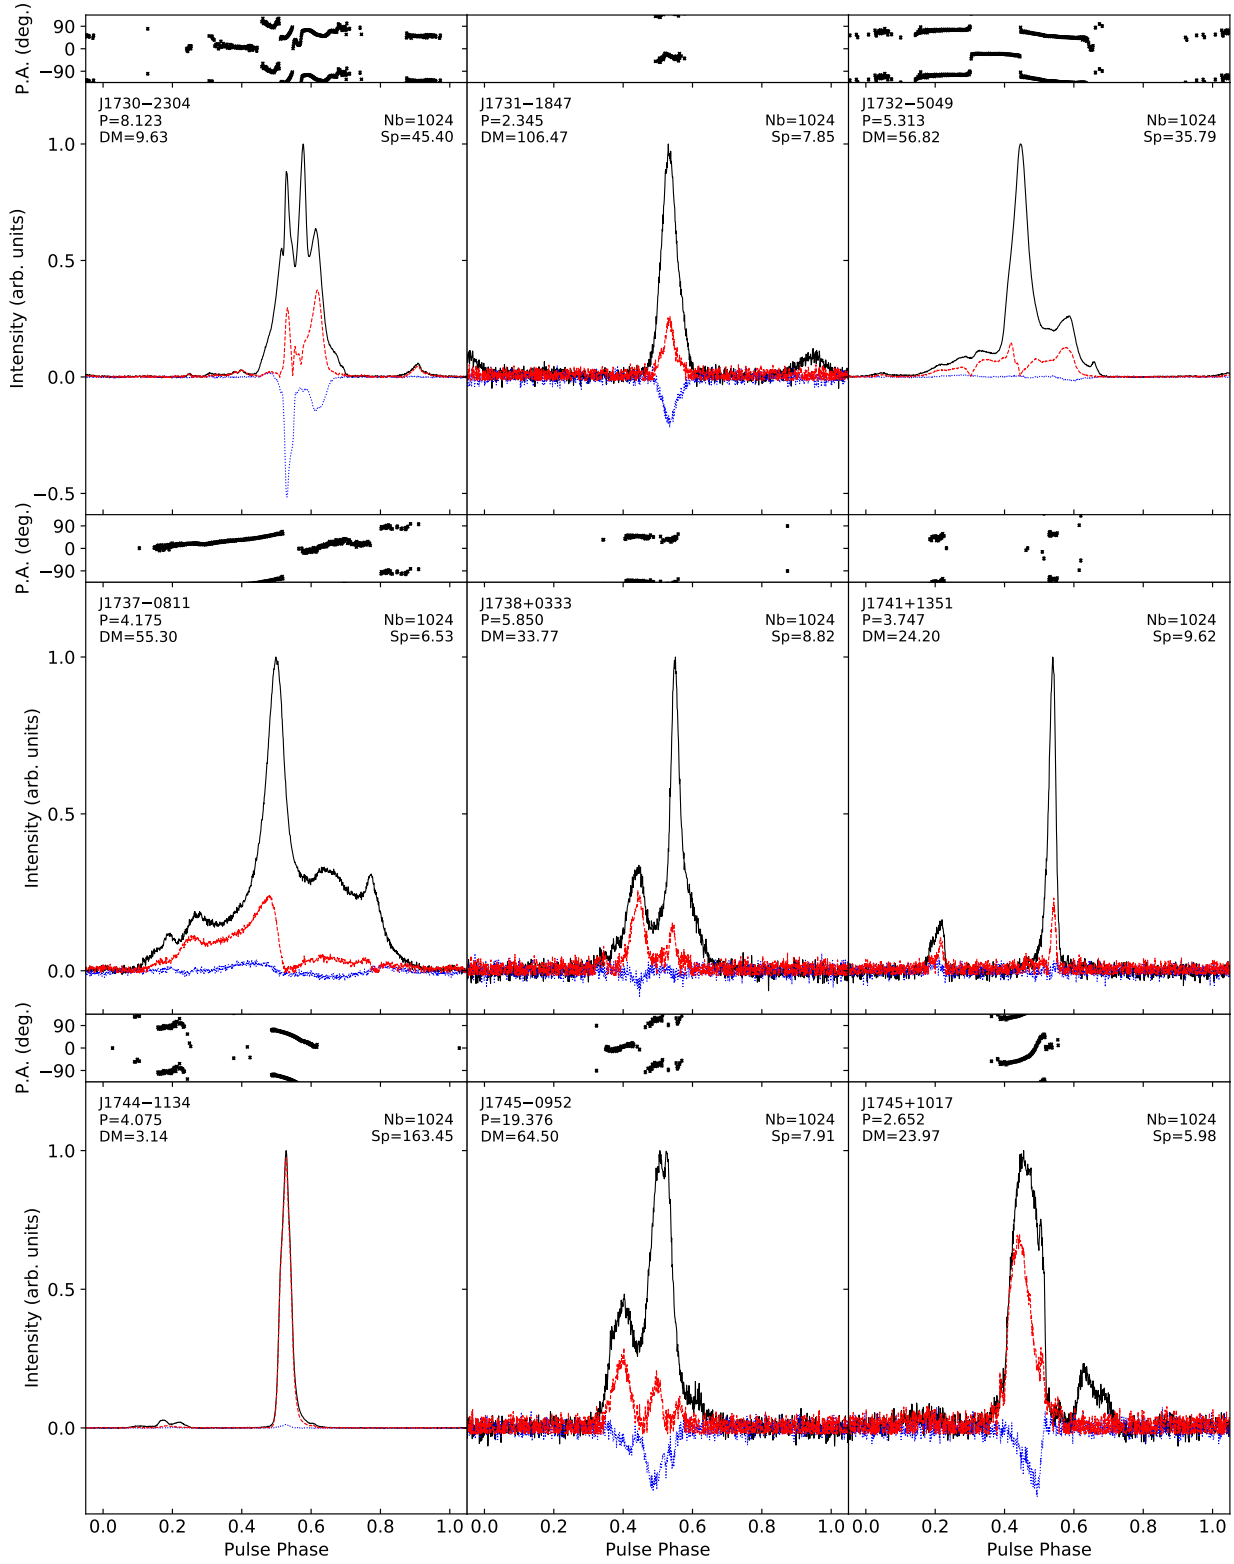 P.A. (deg.)
90
0
−90
J1730−2304
P=8.123
DM=9.63
Nb=1024
Sp=45.40
J1731−1847
P=2.345
DM=106.47
Nb=1024
Sp=7.85
J1732−5049
P=5.313
DM=56.82
Nb=1024
Sp=35.79
Intensity (arb. units)
1.0
0.5
0.0
−0.5
P.A. (deg.)
90
0
−90
J1737−0811
P=4.175
DM=55.30
Nb=1024
Sp=6.53
J1738+0333
P=5.850
DM=33.77
Nb=1024
Sp=8.82
J1741+1351
P=3.747
DM=24.20
Nb=1024
Sp=9.62
Intensity (arb. units)
1.0
0.5
0.0
P.A. (deg.)
90
0
−90
J1744−1134
P=4.075
DM=3.14
Nb=1024
Sp=163.45
J1745−0952
P=19.376
DM=64.50
Nb=1024
Sp=7.91
J1745+1017
P=2.652
DM=23.97
Nb=1024
Sp=5.98
Intensity (arb. units)
1.0
0.5
0.0
0.0 0.2 0.4 0.6 0.8 1.0
0.0 0.2 0.4 0.6 0.8 1.0
0.0 0.2 0.4 0.6 0.8 1.0
Pulse Phase
Pulse Phase
Pulse Phase